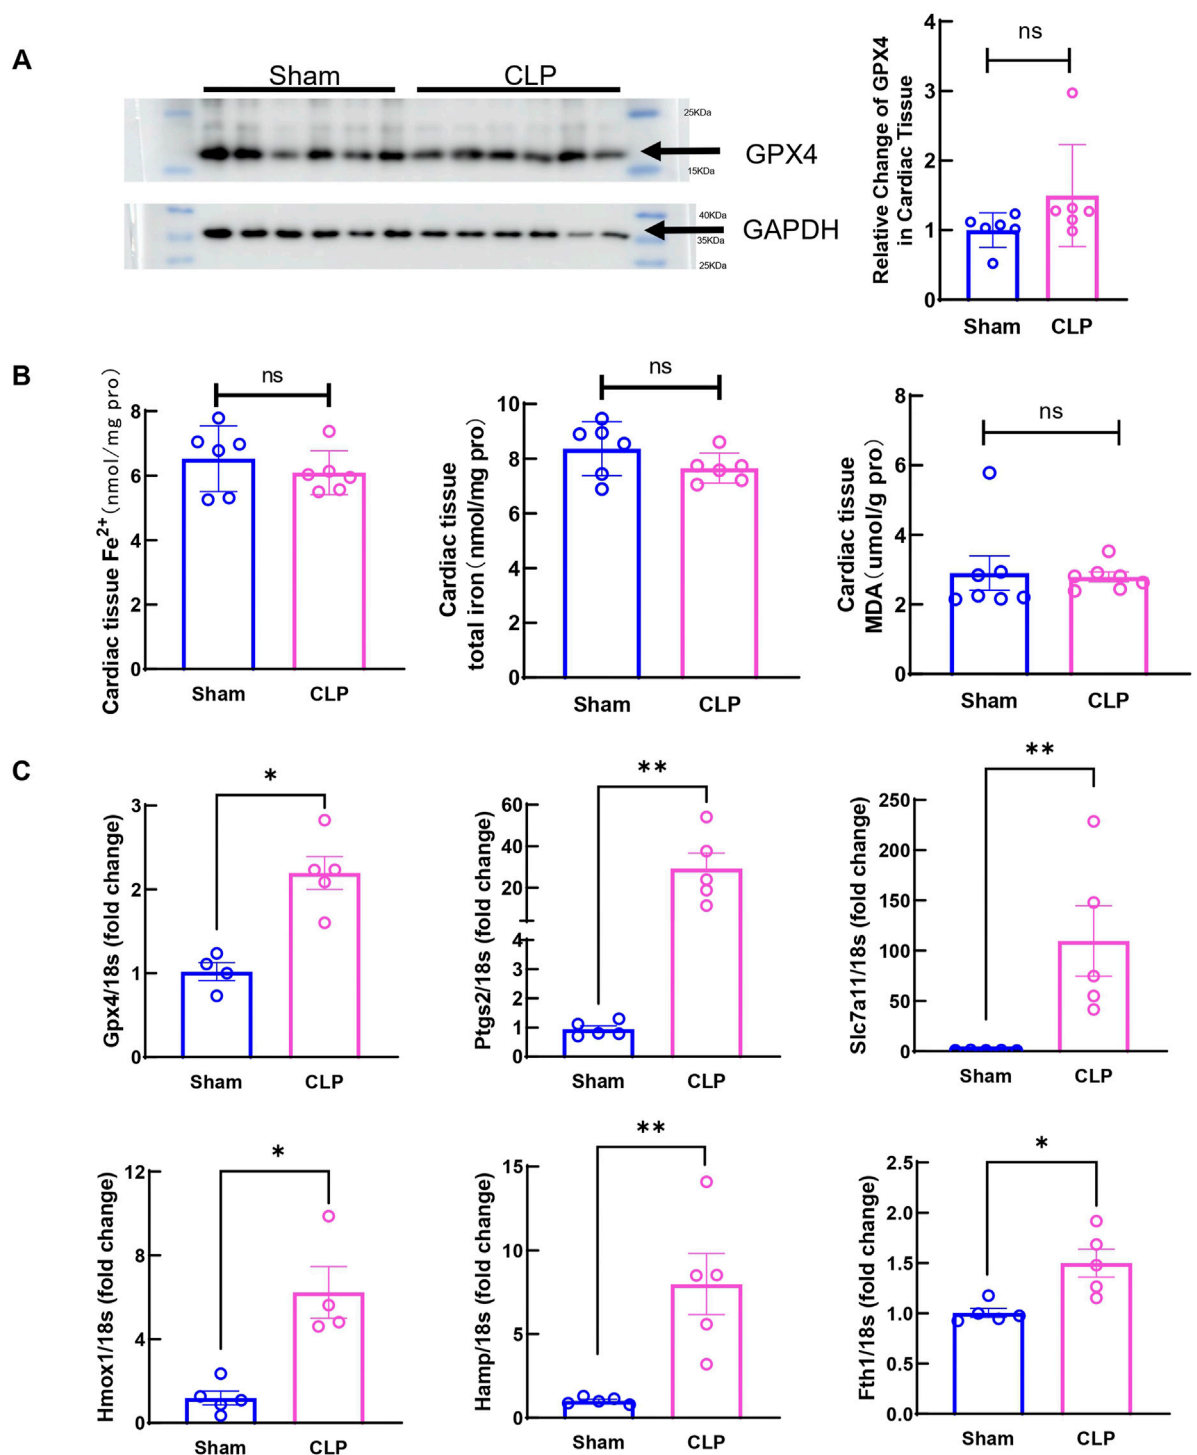 A
Sham CLP
25KDa
GPX4
15KDa
40KDa
GAPDH
35KDa
25KDa
Relative Change of GPX4
in Cardiac Tissue
4
3
2
1
0
ns
Sham CLP
B
Cardiac tissue Fe²⁺(nmol/mg pro)
8
6
4
2
0
ns
Sham CLP
Cardiac tissue
total iron(nmol/mg pro)
10
8
6
4
2
0
ns
Sham CLP
Cardiac tissue
MDA(umol/g pro)
8
6
4
2
0
ns
Sham CLP
C
Gpx4/18s (fold change)
3
2
1
0
*
Sham CLP
Ptgs2/18s (fold change)
60
40
20
4
3
2
1
0
**
Sham CLP
Slc7a11/18s (fold change)
250
200
150
100
50
0
**
Sham CLP
Hmox1/18s (fold change)
12
8
4
0
*
Sham CLP
Hamp/18s (fold change)
15
10
5
0
**
Sham CLP
Fth1/18s (fold change)
2.5
2.0
1.5
1.0
0.5
0.0
*
Sham CLP